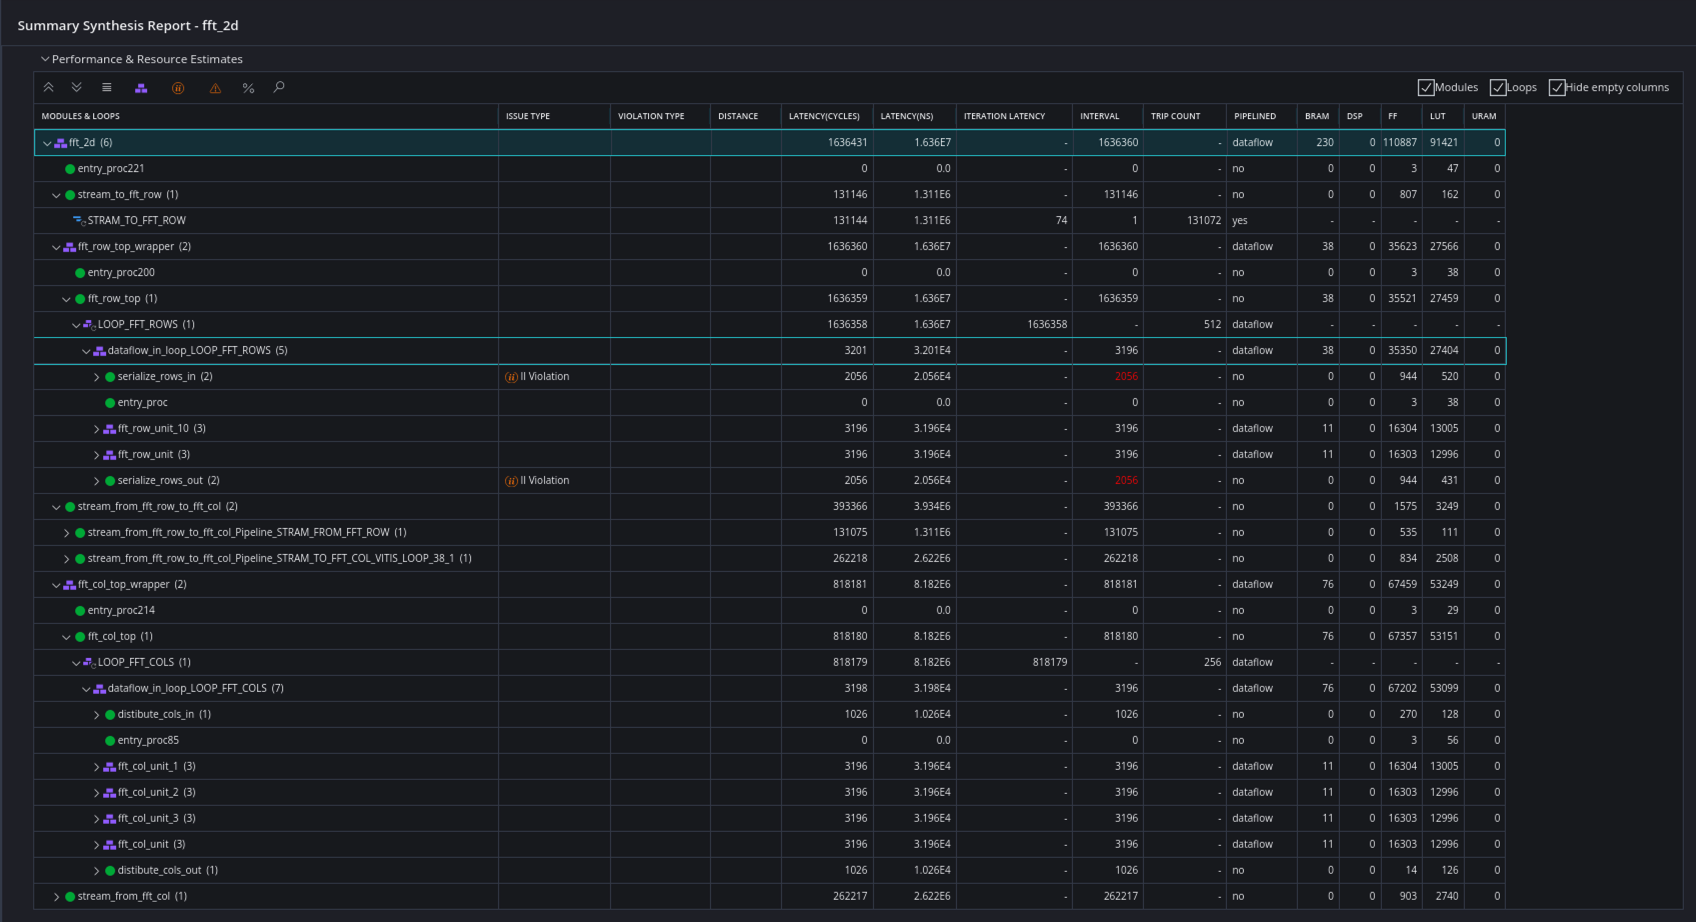 Summary Synthesis Report - fft_2d
Performance & Resource Estimates
Modules Loops Hide empty columns
MODULES & LOOPS ISSUE TYPE VIOLATION TYPE DISTANCE LATENCY(CYCLES) LATENCY(NS) ITERATION LATENCY INTERVAL TRIP COUNT PIPELINED BRAM DSP FF LUT URAM
fft_2d (6) 1636431 1.636E7 - 1636360 - dataflow 230 0 110887 91421 0
entry_proc221 0 0.0 - 0 - no 0 0 3 47 0
stream_to_fft_row (1) 131146 1.311E6 - 131146 - no 0 0 807 162 0
STRAM_TO_FFT_ROW 131144 1.311E6 74 1 131072 yes - - - - -
fft_row_top_wrapper (2) 1636360 1.636E7 - 1636360 - dataflow 38 0 35623 27566 0
entry_proc200 0 0.0 - 0 - no 0 0 3 38 0
fft_row_top (1) 1636359 1.636E7 - 1636359 - no 38 0 35521 27459 0
LOOP_FFT_ROWS (1) 1636358 1.636E7 1636358 - 512 dataflow - - - - -
dataflow_in_loop_LOOP_FFT_ROWS (5) 3201 3.201E4 - 3196 - dataflow 38 0 35350 27404 0
serialize_rows_in (2) II Violation 2056 2.056E4 - 2056 - no 0 0 944 520 0
entry_proc 0 0.0 - 0 - no 0 0 3 38 0
fft_row_unit_10 (3) 3196 3.196E4 - 3196 - dataflow 11 0 16304 13005 0
fft_row_unit (3) 3196 3.196E4 - 3196 - dataflow 11 0 16303 12996 0
serialize_rows_out (2) II Violation 2056 2.056E4 - 2056 - no 0 0 944 431 0
stream_from_fft_row_to_fft_col (2) 393366 3.934E6 - 393366 - no 0 0 1575 3249 0
stream_from_fft_row_to_fft_col_Pipeline_STRAM_FROM_FFT_ROW (1) 131075 1.311E6 - 131075 - no 0 0 535 111 0
stream_from_fft_row_to_fft_col_Pipeline_STRAM_TO_FFT_COL_VITIS_LOOP_38_1 (1) 262218 2.622E6 - 262218 - no 0 0 834 2508 0
fft_col_top_wrapper (2) 818181 8.182E6 - 818181 - dataflow 76 0 67459 53249 0
entry_proc214 0 0.0 - 0 - no 0 0 3 29 0
fft_col_top (1) 818180 8.182E6 - 818180 - no 76 0 67357 53151 0
LOOP_FFT_COLS (1) 818179 8.182E6 818179 - 256 dataflow - - - - -
dataflow_in_loop_LOOP_FFT_COLS (7) 3198 3.198E4 - 3196 - dataflow 76 0 67202 53099 0
distibute_cols_in (1) 1026 1.026E4 - 1026 - no 0 0 270 128 0
entry_proc85 0 0.0 - 0 - no 0 0 3 56 0
fft_col_unit_1 (3) 3196 3.196E4 - 3196 - dataflow 11 0 16304 13005 0
fft_col_unit_2 (3) 3196 3.196E4 - 3196 - dataflow 11 0 16303 12996 0
fft_col_unit_3 (3) 3196 3.196E4 - 3196 - dataflow 11 0 16303 12996 0
fft_col_unit (3) 3196 3.196E4 - 3196 - dataflow 11 0 16303 12996 0
distibute_cols_out (1) 1026 1.026E4 - 1026 - no 0 0 14 126 0
stream_from_fft_col (1) 262217 2.622E6 - 262217 - no 0 0 903 2740 0